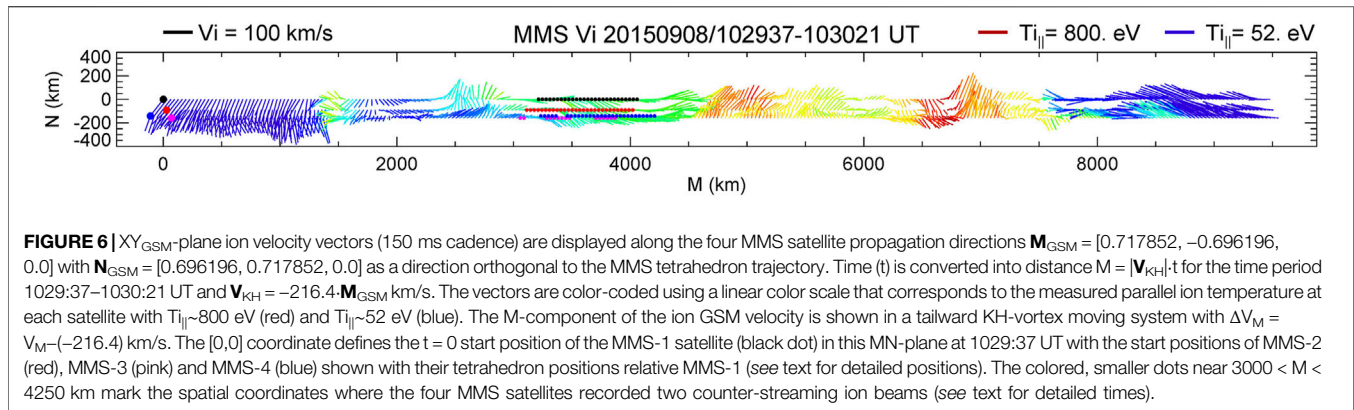 Vi = 100 km/s MMS Vi 20150908/102937-103021 UT Ti|| = 800. eV Ti|| = 52. eV
400
200
0
-200
-400
N (km)
0 2000 4000 6000 8000
M (km)
FIGURE 6 | XYGSM-plane ion velocity vectors (150 ms cadence) are displayed along the four MMS satellite propagation directions MGSM = [0.717852, −0.696196,
0.0] with NGSM = [0.696196, 0.717852, 0.0] as a direction orthogonal to the MMS tetrahedron trajectory. Time (t) is converted into distance M = |VKH|·t for the time period
1029:37–1030:21 UT and VKH = −216.4·MGSM km/s. The vectors are color-coded using a linear color scale that corresponds to the measured parallel ion temperature at
each satellite with Ti||~800 eV (red) and Ti||~52 eV (blue). The M-component of the ion GSM velocity is shown in a tailward KH-vortex moving system with ΔVM =
VM−(−216.4) km/s. The [0,0] coordinate defines the t = 0 start position of the MMS-1 satellite (black dot) in this MN-plane at 1029:37 UT with the start positions of MMS-2
(red), MMS-3 (pink) and MMS-4 (blue) shown with their tetrahedron positions relative MMS-1 (see text for detailed positions). The colored, smaller dots near 3000 < M <
4250 km mark the spatial coordinates where the four MMS satellites recorded two counter-streaming ion beams (see text for detailed times).